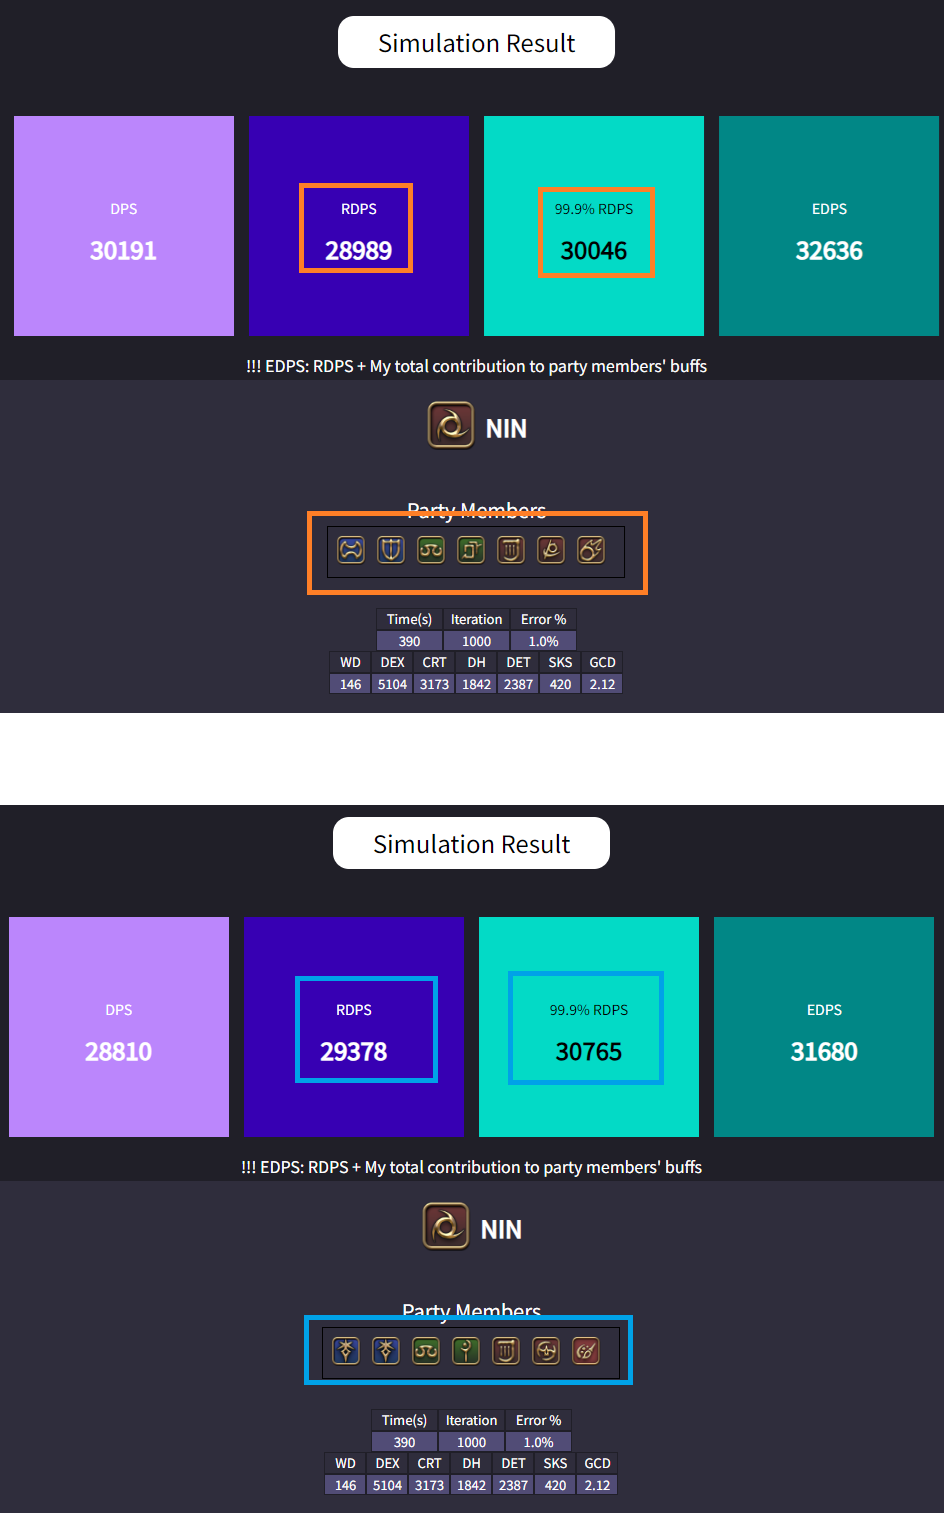 Simulation Result
DPS
30191
RDPS
28989
99.9% RDPS
30046
EDPS
32636
!!! EDPS: RDPS + My total contribution to party members' buffs
NIN
Party Members
Time(s) Iteration Error %
390 1000 1.0%
WD DEX CRT DH DET SKS GCD
146 5104 3173 1842 2387 420 2.12
Simulation Result
DPS
28810
RDPS
29378
99.9% RDPS
30765
EDPS
31680
!!! EDPS: RDPS + My total contribution to party members' buffs
NIN
Party Members
Time(s) Iteration Error %
390 1000 1.0%
WD DEX CRT DH DET SKS GCD
146 5104 3173 1842 2387 420 2.12